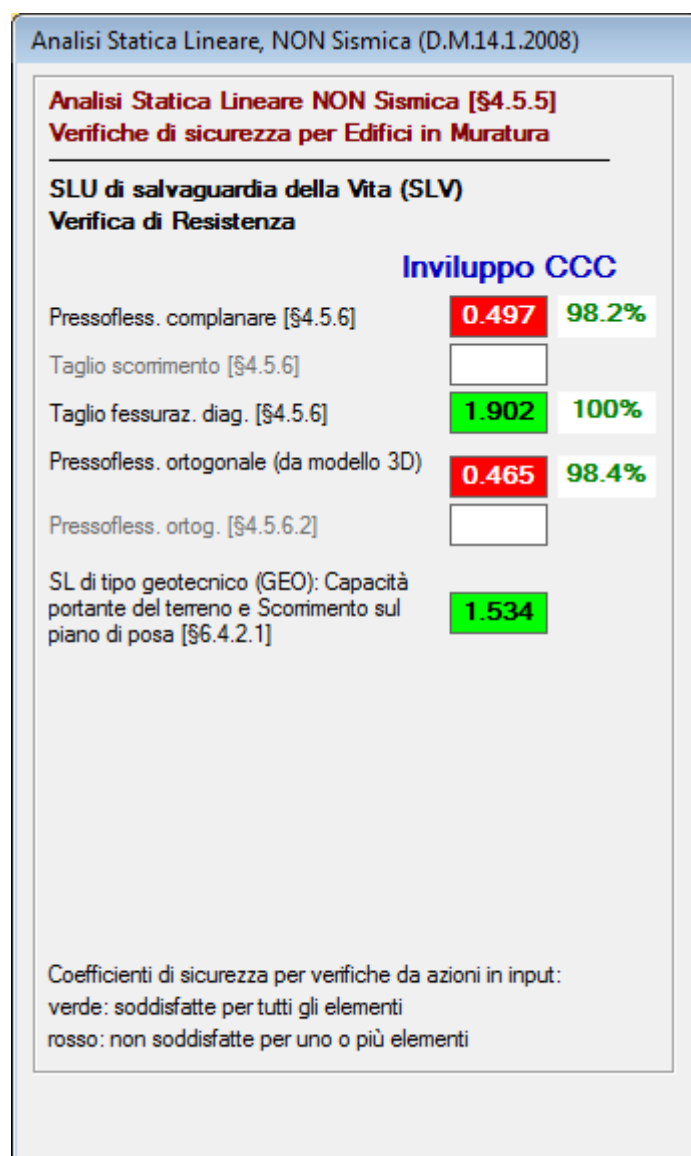 Analisi Statica Lineare, NON Sismica (D.M.14.1.2008)
Analisi Statica Lineare NON Sismica [§4.5.5]
Verifiche di sicurezza per Edifici in Muratura
SLU di salvaguardia della Vita (SLV)
Verifica di Resistenza
Inviluppo CCC
Pressofless. complanare [§4.5.6] 0.497 98.2%
Taglio scorrimento [§4.5.6]
Taglio fessuraz. diag. [§4.5.6] 1.902 100%
Pressofless. ortogonale (da modello 3D) 0.465 98.4%
Pressofless. ortog. [§4.5.6.2]
SL di tipo geotecnico (GEO): Capacità
portante del terreno e Scorrimento sul 1.534
piano di posa [§6.4.2.1]
Coefficienti di sicurezza per verifiche da azioni in input:
verde: soddisfatte per tutti gli elementi
rosso: non soddisfatte per uno o più elementi